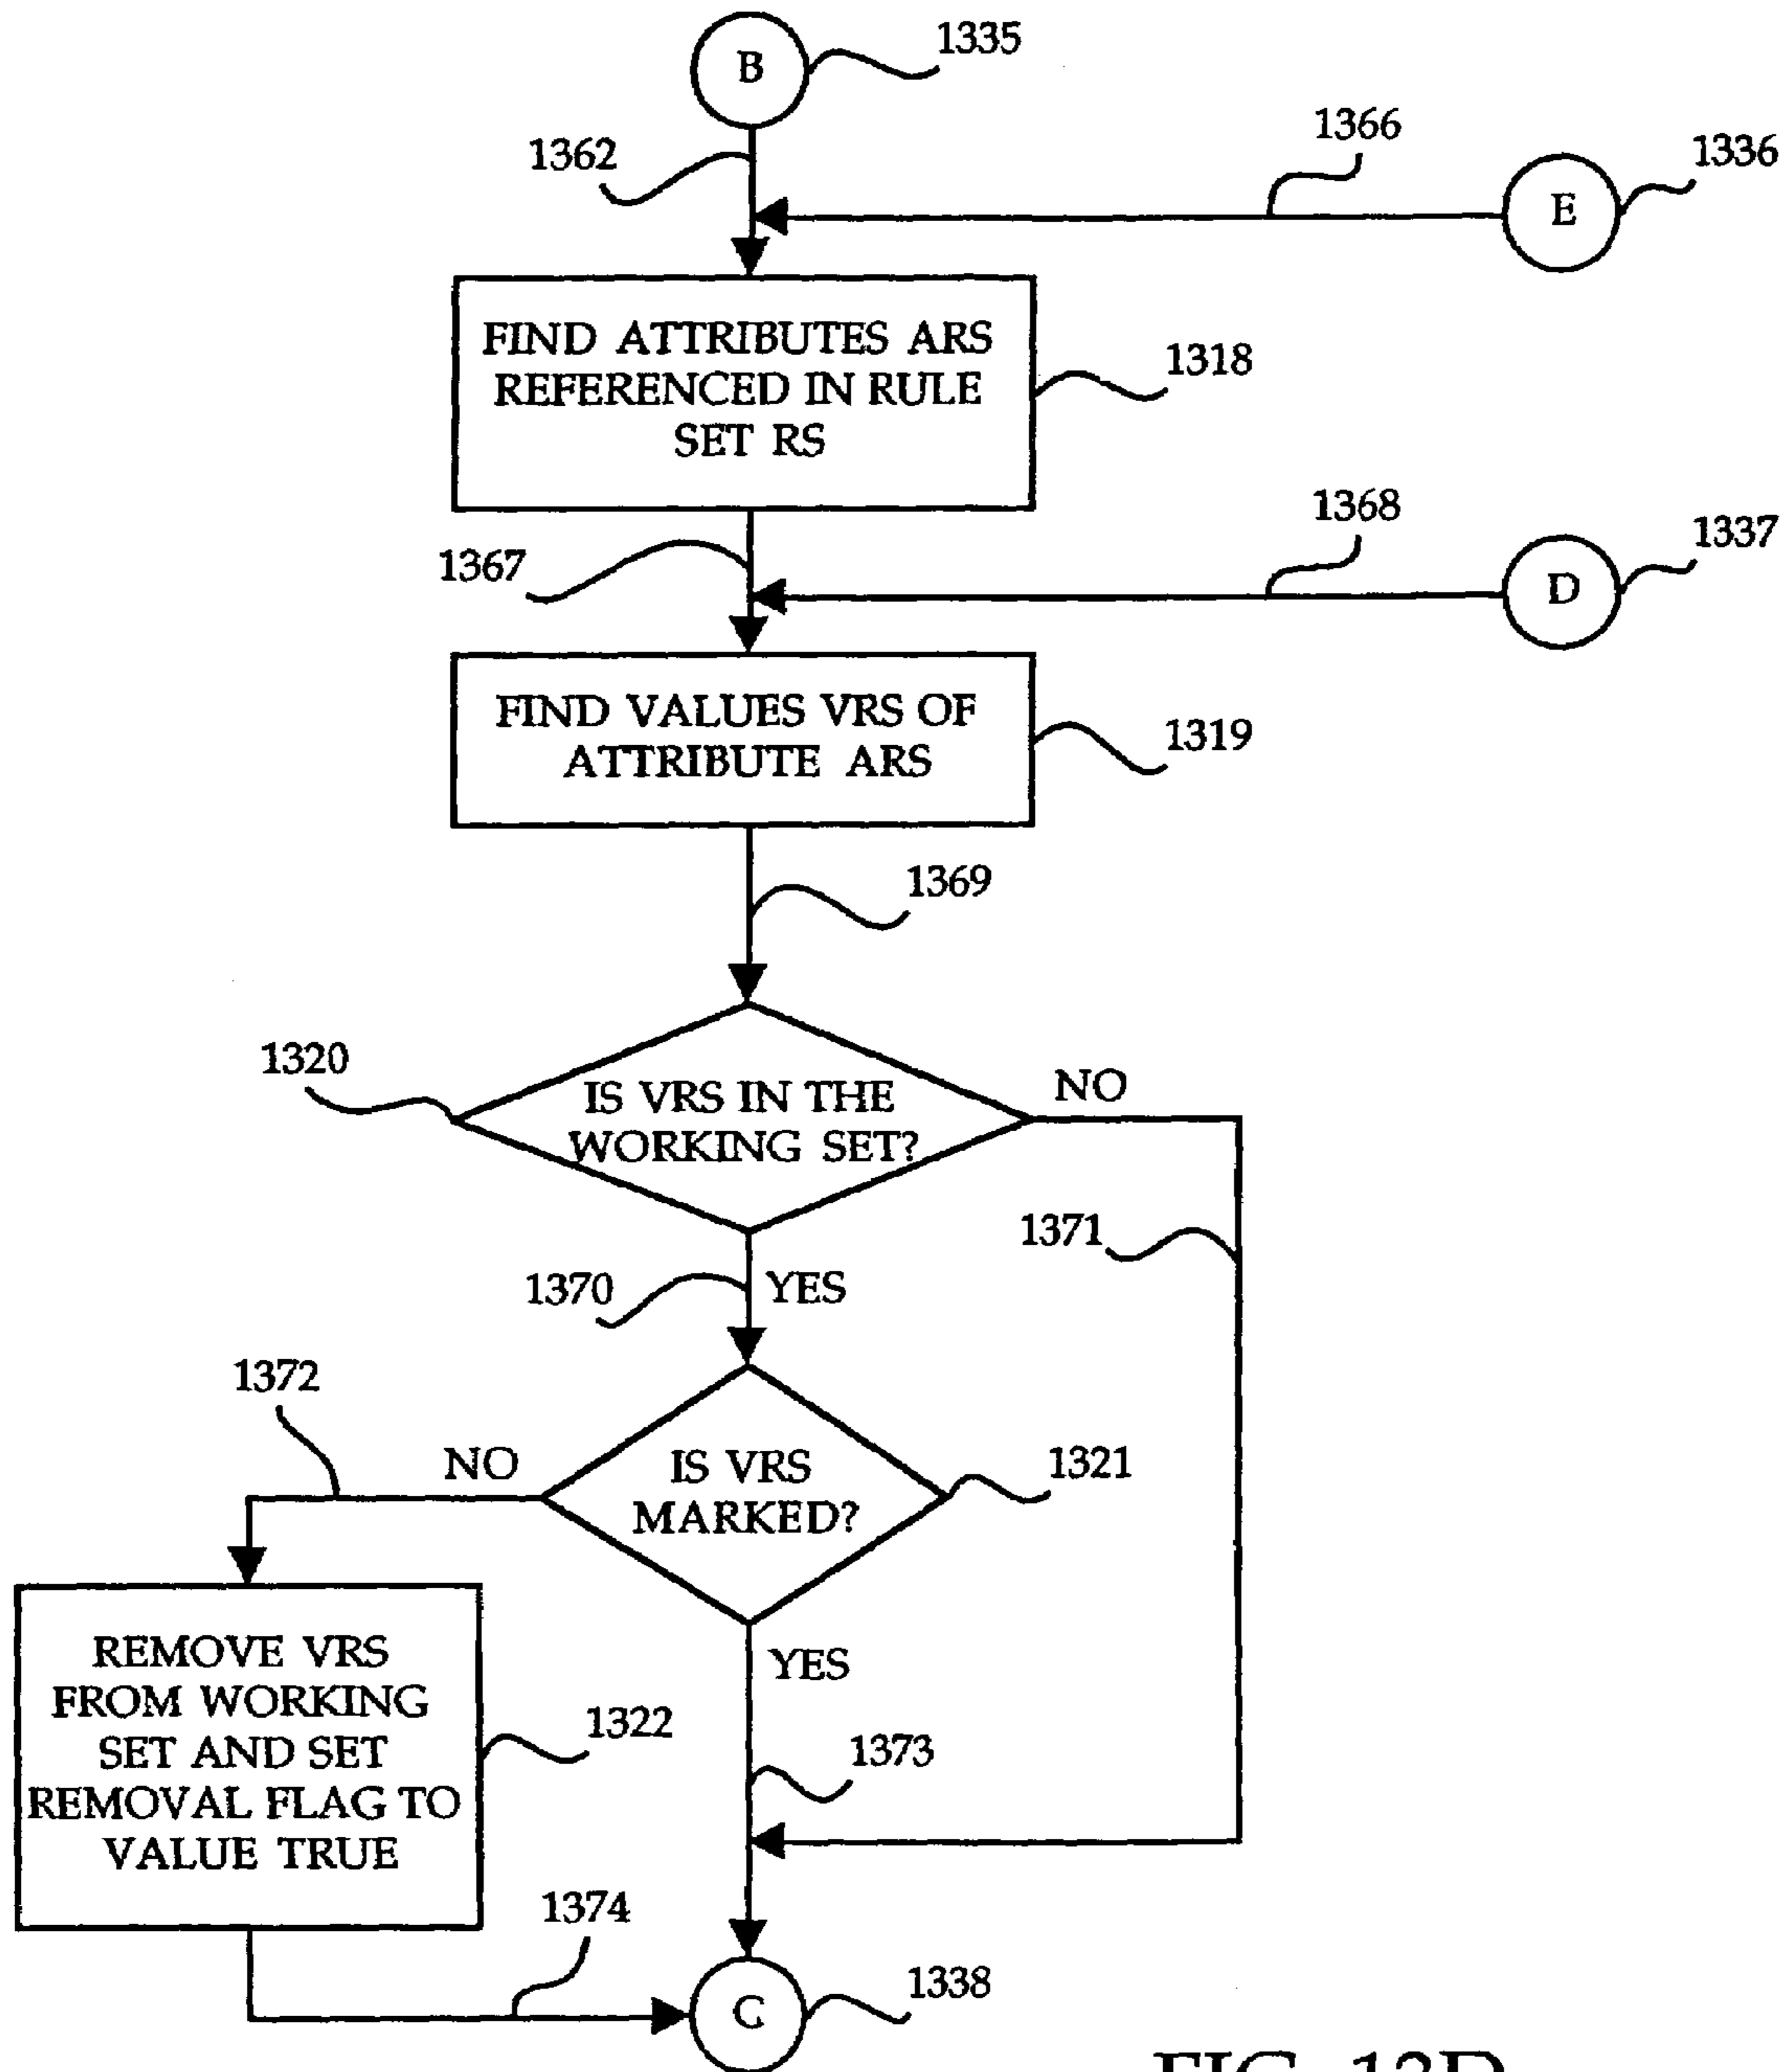 B
1335
1362
1366
E
1336
FIND ATTRIBUTES ARS
REFERENCED IN RULE
SET RS
1318
1367
1368
D
1337
FIND VALUES VRS OF
ATTRIBUTE ARS
1319
1369
1320
IS VRS IN THE
WORKING SET?
NO
1371
1370
YES
1372
NO
IS VRS
MARKED?
1321
REMOVE VRS
FROM WORKING
SET AND SET
REMOVAL FLAG TO
VALUE TRUE
1322
YES
1373
1374
C
1338
FIG. 13D